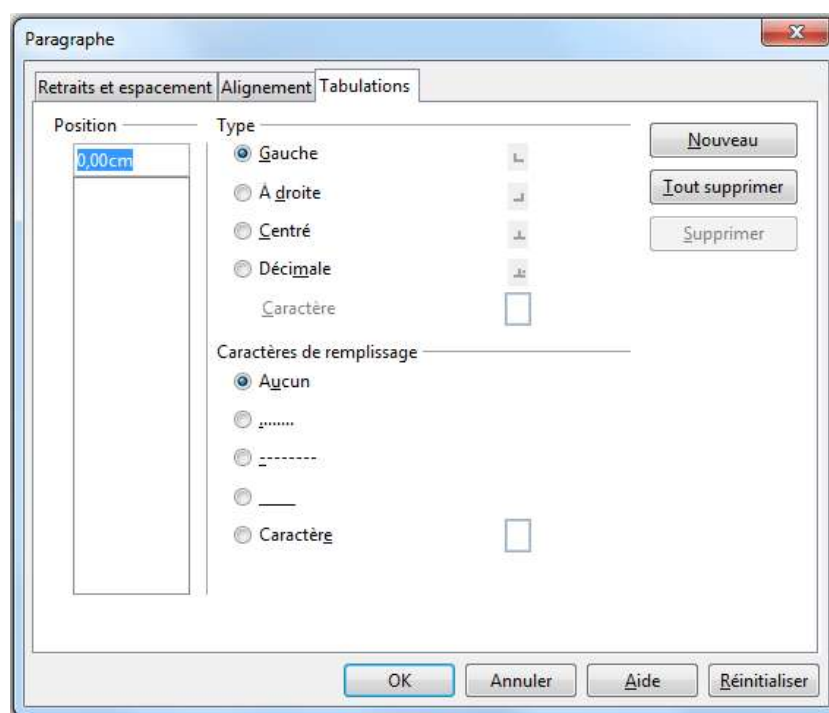 Paragraphe
Retraits et espacement Alignement Tabulations
Position
0,00cm
Type
Gauche
À droite
Centré
Décimale
Caractère
Caractères de remplissage
Aucun
........
--------
____
Caractère
Nouveau
Tout supprimer
Supprimer
OK Annuler Aide Réinitialiser